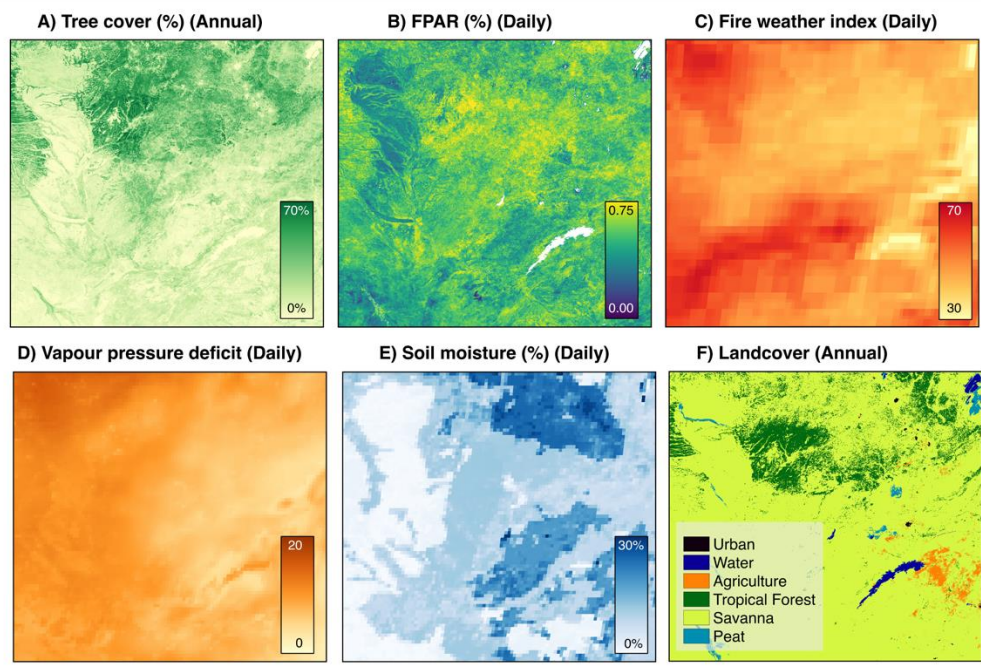 A) Tree cover (%) (Annual)
B) FPAR (%) (Daily)
C) Fire weather index (Daily)
70%
0%
0.75
0.00
70
30
D) Vapour pressure deficit (Daily)
E) Soil moisture (%) (Daily)
F) Landcover (Annual)
20
0
30%
0%
Urban
Water
Agriculture
Tropical Forest
Savanna
Peat